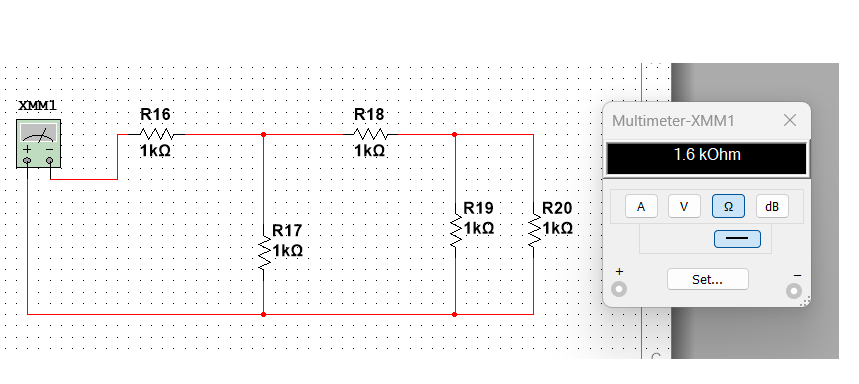 XMM1
R16
1kΩ
R18
1kΩ
R17
1kΩ
R19
1kΩ
R20
1kΩ
+ −
Multimeter-XMM1
1.6 kOhm
A V Ω dB
Set...
+ −